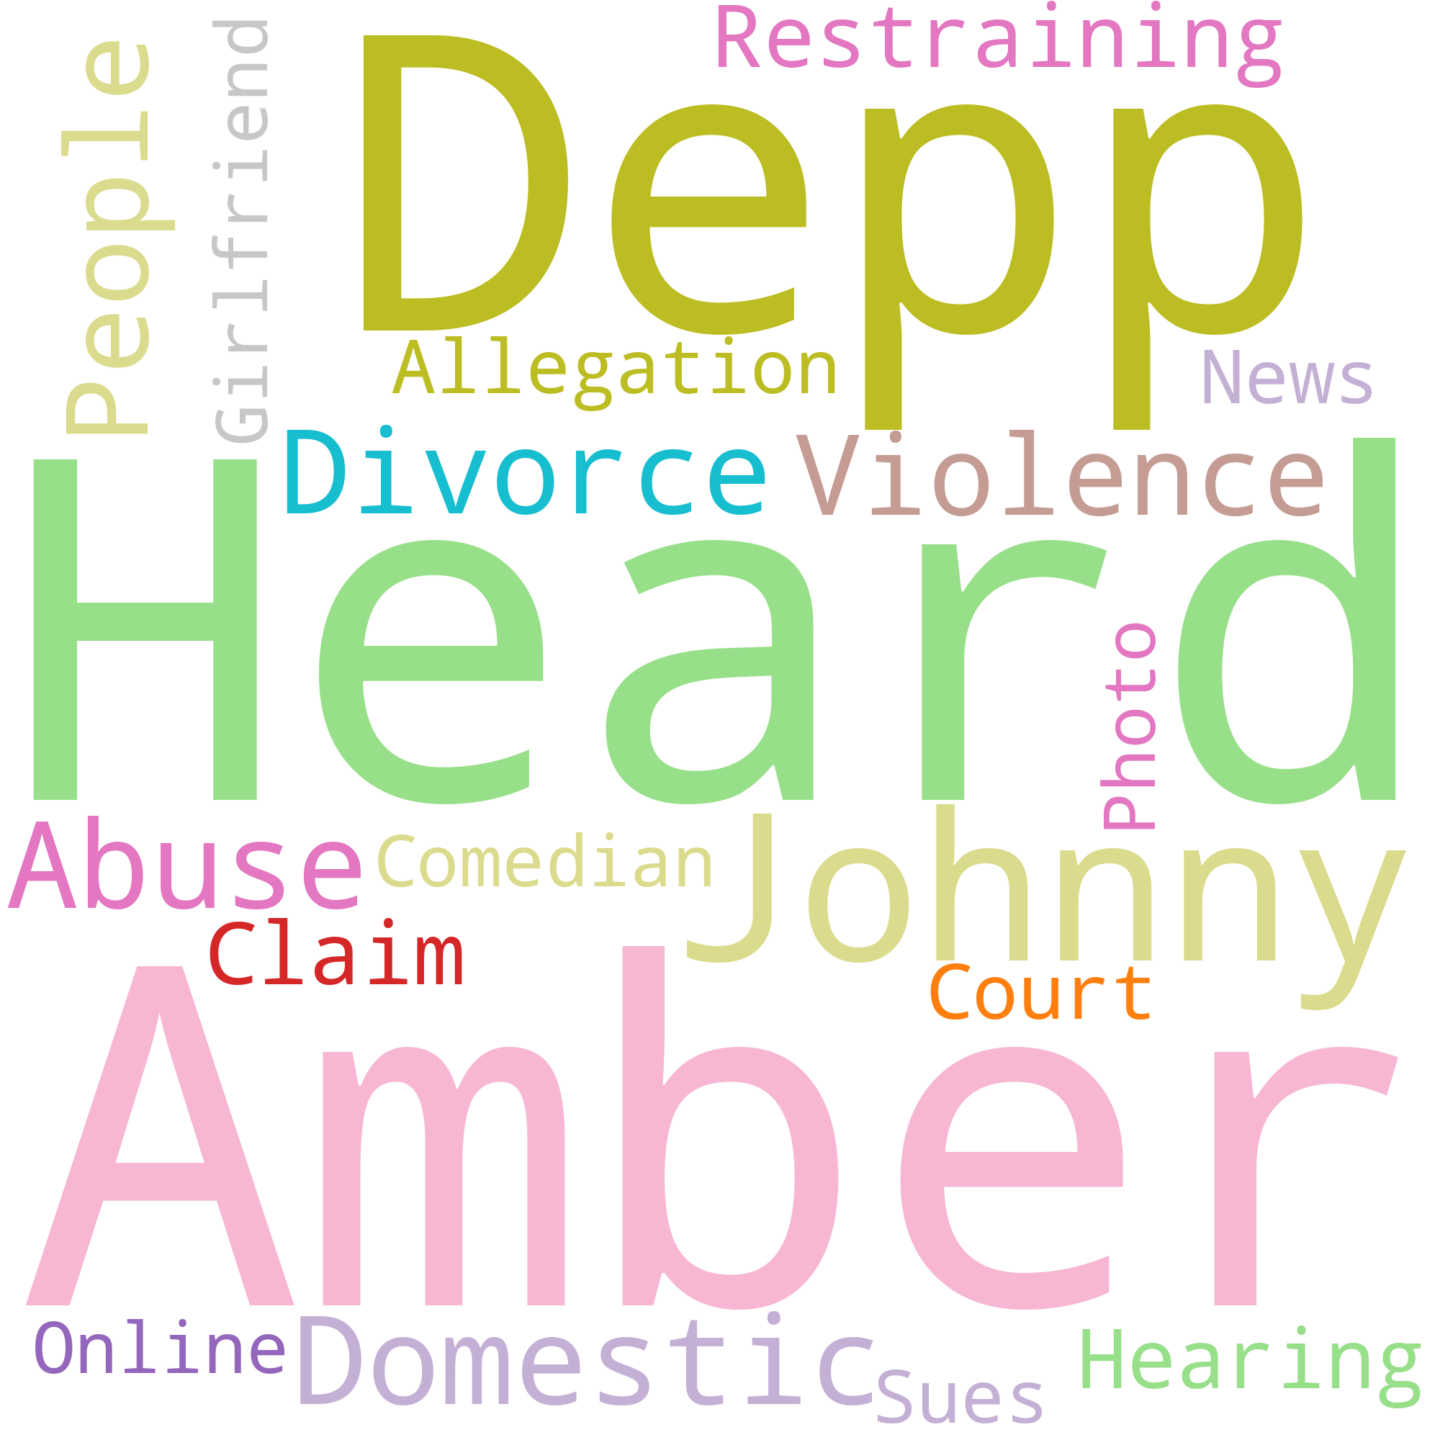 Restraining
People
Girlfriend
Depp
Allegation
News
Divorce
Violence
Heard
Photo
Abuse
Comedian
Johnny
Claim
Court
Amber
Online
Domestic
Sues
Hearing